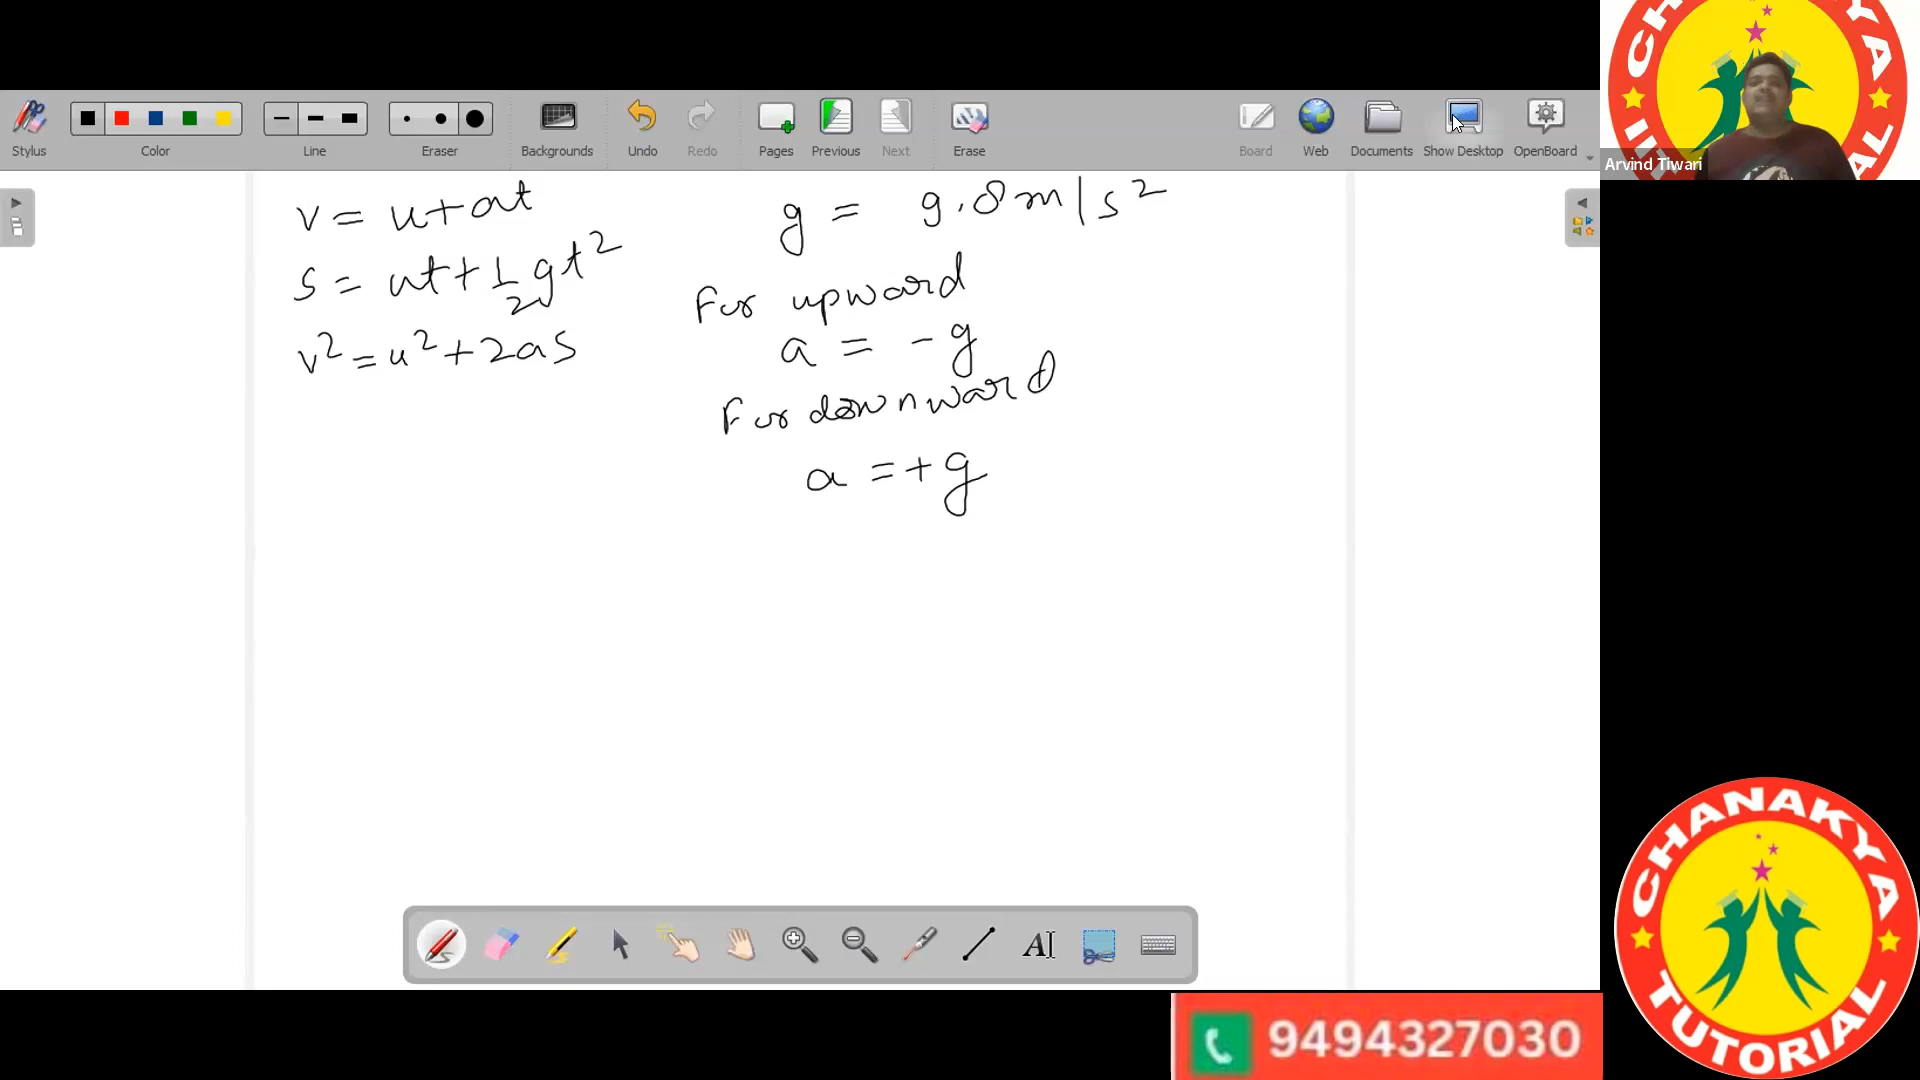 Stylus
Color
Line
Eraser
Backgrounds
Undo
Redo
Pages
Previous
Next
Erase
Board
Web
Documents
Show Desktop
OpenBoard
Arvind Tiwari
v = u+at
s = ut + 1/2 gt²
v² = u² + 2as
g = 9.8 m/s²
For upward
a = -g
For downward
a = +g
AI
9494327030
CHANAKYA
TUTORIAL